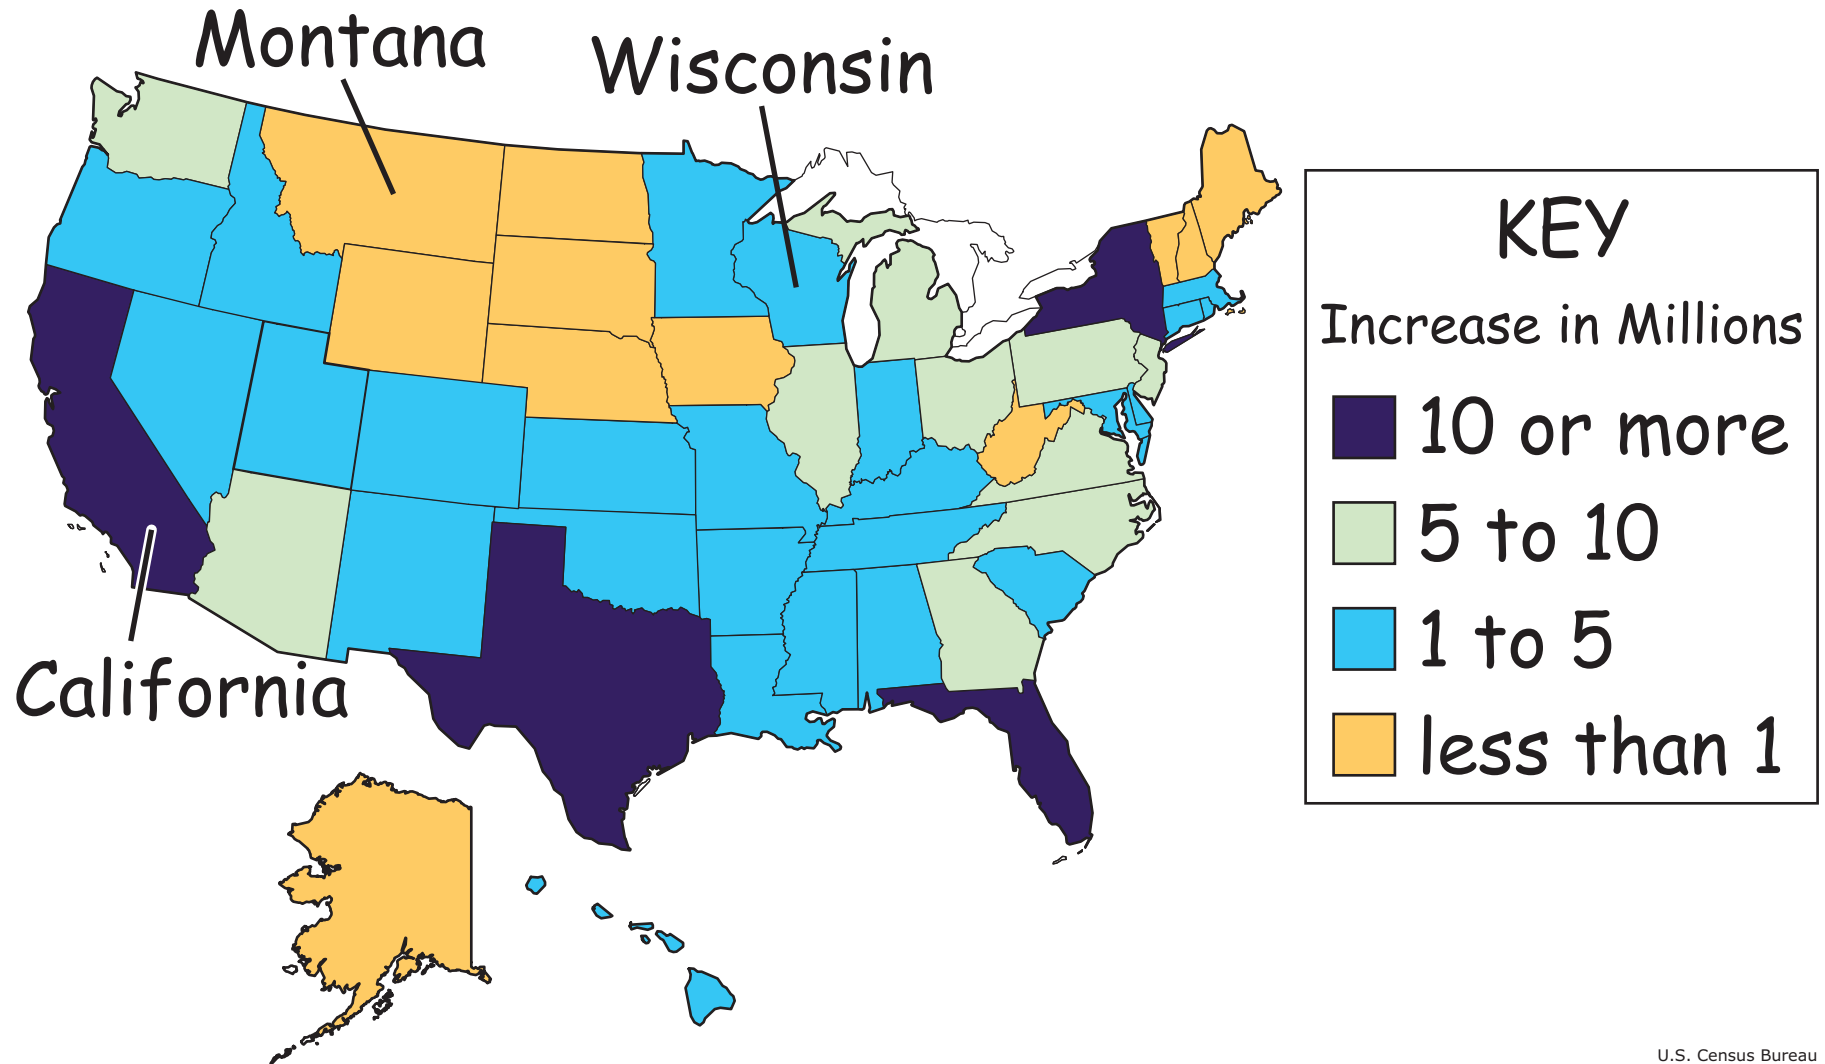 Montana
Wisconsin
California
KEY
Increase in Millions
10 or more
5 to 10
1 to 5
less than 1
U.S. Census Bureau